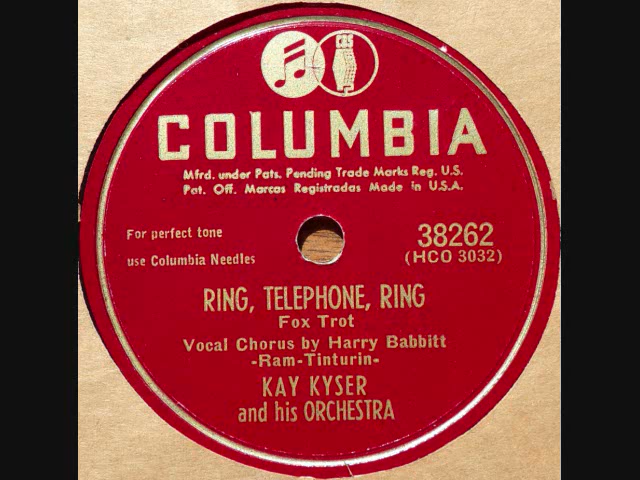 CBS
COLUMBIA
Mfrd. under Pats. Pending Trade Marks Reg. U.S.
Pat. Off. Marcas Registradas Made in U.S.A.
For perfect tone
use Columbia Needles
38262
(HCO 3032)
RING, TELEPHONE, RING
Fox Trot
Vocal Chorus by Harry Babbitt
-Ram-Tinturin-
KAY KYSER
and his ORCHESTRA